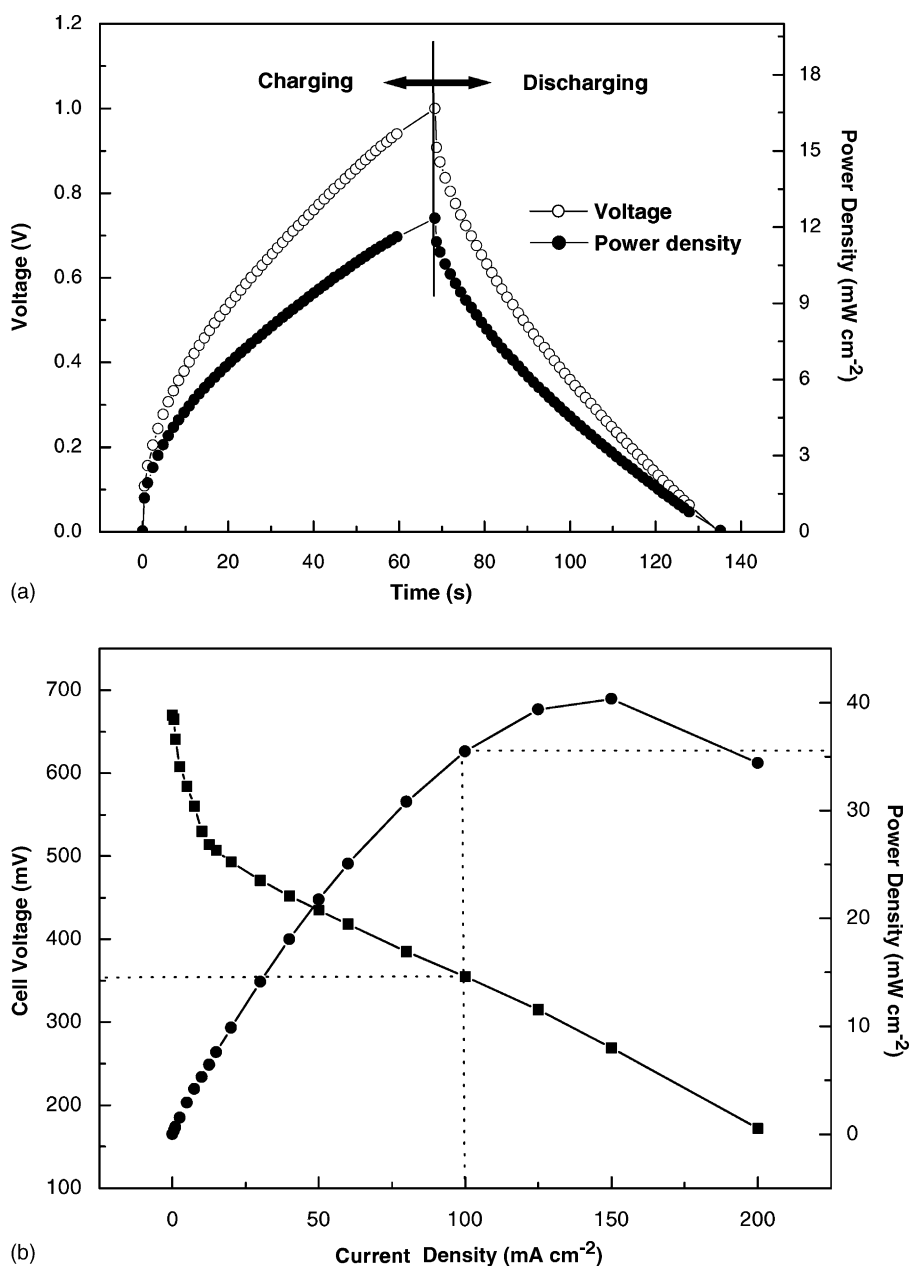 1.2
1.0
0.8
0.6
0.4
0.2
0.0
Voltage (V)
Charging
Discharging
Voltage
Power density
18
15
12
9
6
3
0
Power Density (mW cm-2)
0 20 40 60 80 100 120 140
Time (s)
(a)
700
600
500
400
300
200
100
Cell Voltage (mV)
40
30
20
10
0
Power Density (mW cm-2)
0 50 100 150 200
Current Density (mA cm-2)
(b)